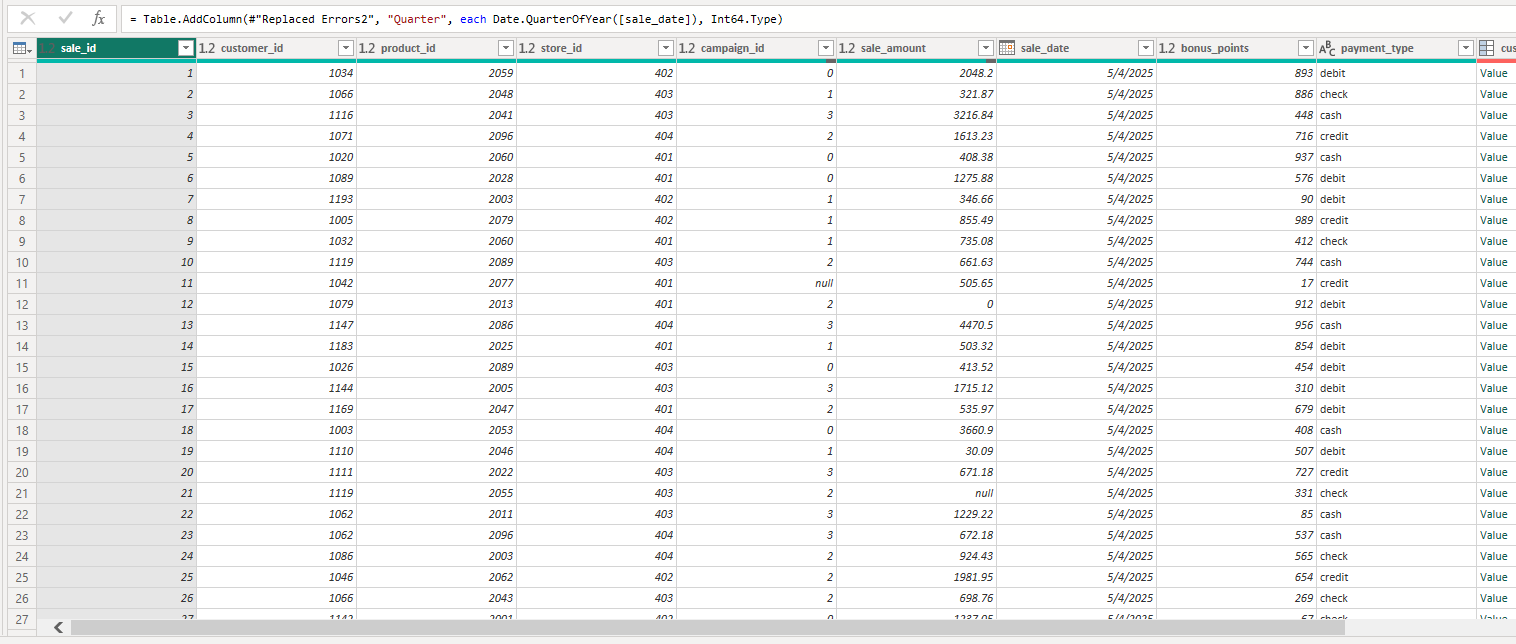 = Table.AddColumn(#"Replaced Errors2", "Quarter", each Date.QuarterOfYear([sale_date]), Int64.Type)
1.2 sale_id 1.2 customer_id 1.2 product_id 1.2 store_id 1.2 campaign_id 1.2 sale_amount sale_date 1.2 bonus_points ABC payment_type cus
1 1 1034 2059 402 0 2048.2 5/4/2025 893 debit Value
2 2 1066 2048 403 1 321.87 5/4/2025 886 check Value
3 3 1116 2041 403 3 3216.84 5/4/2025 448 cash Value
4 4 1071 2096 404 2 1613.23 5/4/2025 716 credit Value
5 5 1020 2060 401 0 408.38 5/4/2025 937 cash Value
6 6 1089 2028 401 0 1275.88 5/4/2025 576 debit Value
7 7 1193 2003 402 1 346.66 5/4/2025 90 debit Value
8 8 1005 2079 402 1 855.49 5/4/2025 989 credit Value
9 9 1032 2060 401 1 735.08 5/4/2025 412 check Value
10 10 1119 2089 403 2 661.63 5/4/2025 744 cash Value
11 11 1042 2077 401 null 505.65 5/4/2025 17 credit Value
12 12 1079 2013 401 2 0 5/4/2025 912 debit Value
13 13 1147 2086 404 3 4470.5 5/4/2025 956 cash Value
14 14 1183 2025 401 1 503.32 5/4/2025 854 debit Value
15 15 1026 2089 403 0 413.52 5/4/2025 454 debit Value
16 16 1144 2005 403 3 1715.12 5/4/2025 310 debit Value
17 17 1169 2047 401 2 535.97 5/4/2025 679 debit Value
18 18 1003 2053 404 0 3660.9 5/4/2025 408 cash Value
19 19 1110 2046 404 1 30.09 5/4/2025 507 debit Value
20 20 1111 2022 403 3 671.18 5/4/2025 727 credit Value
21 21 1119 2055 403 2 null 5/4/2025 331 check Value
22 22 1062 2011 403 3 1229.22 5/4/2025 85 cash Value
23 23 1062 2096 404 3 672.18 5/4/2025 537 cash Value
24 24 1086 2003 404 2 924.43 5/4/2025 565 check Value
25 25 1046 2062 402 2 1981.95 5/4/2025 654 credit Value
26 26 1066 2043 403 2 698.76 5/4/2025 269 check Value
27 27 1142 2001 402 0 1237.05 5/4/2025 67 check Value